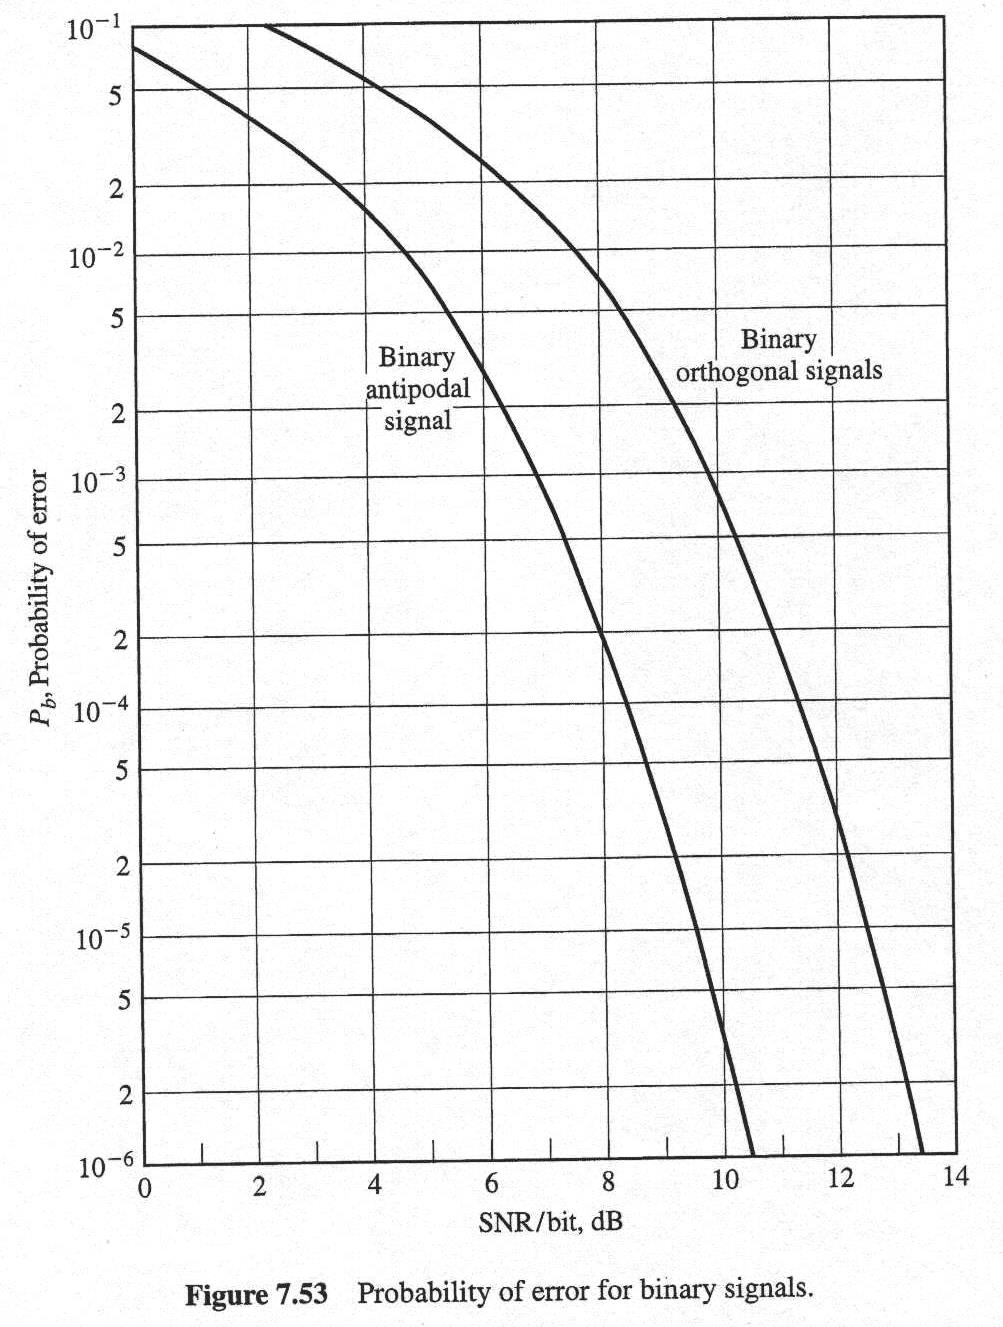 10−1
5
2
10−2
5
2
10−3
5
2
10−4
5
2
10−5
5
2
10−6
Pb, Probability of error
Binary
antipodal
signal
Binary
orthogonal signals
0 2 4 6 8 10 12 14
SNR/bit, dB
Figure 7.53 Probability of error for binary signals.